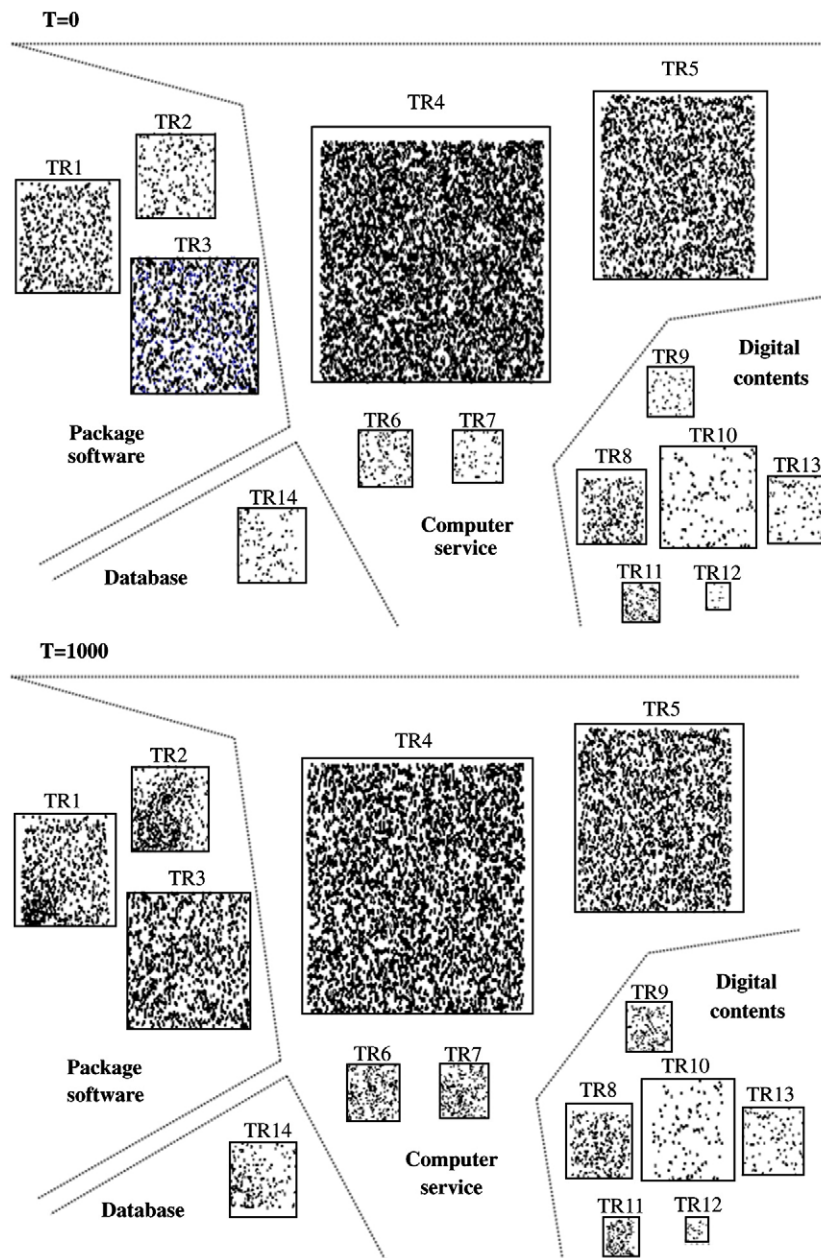 T=0
TR5
TR4
TR2
TR1
TR3
TR9
Digital
contents
Package
software
TR6
TR7
TR10
TR8
TR13
TR14
Computer
service
Database
TR11
TR12
T=1000
TR5
TR4
TR2
TR1
TR3
TR9
Digital
contents
Package
software
TR6
TR7
TR10
TR8
TR13
TR14
Computer
service
Database
TR11
TR12